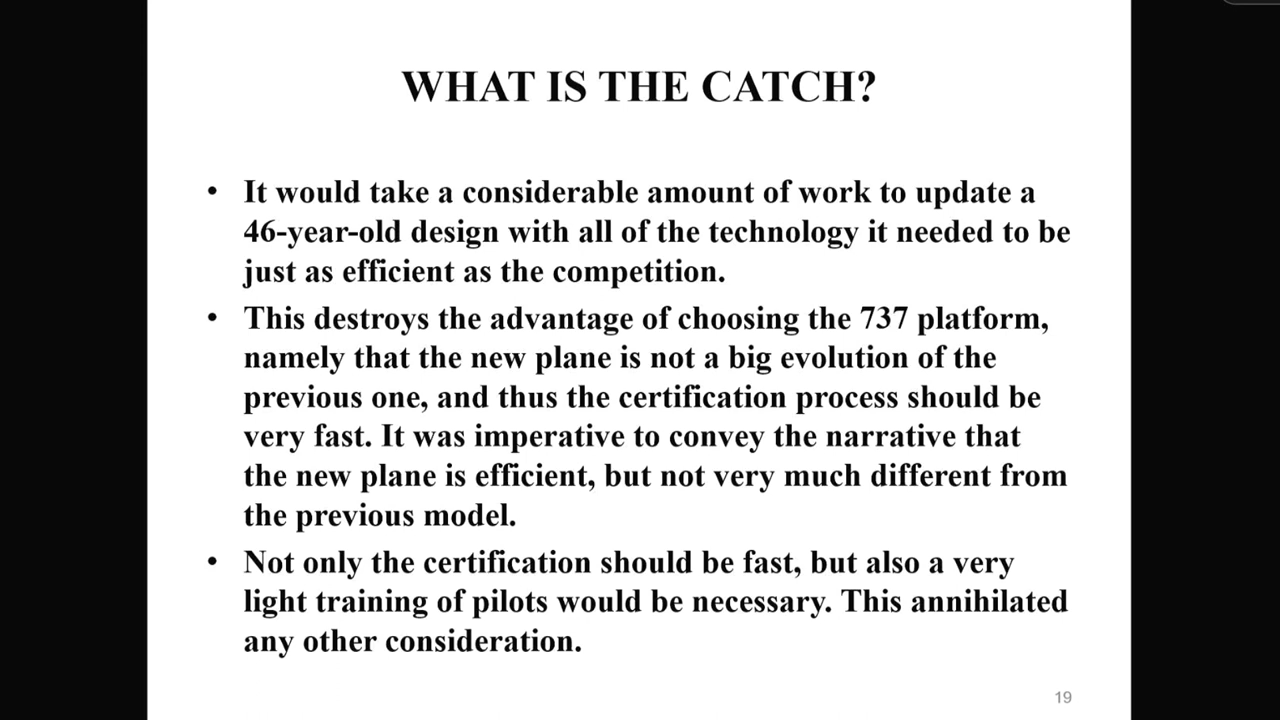 WHAT IS THE CATCH?
• It would take a considerable amount of work to update a
46-year-old design with all of the technology it needed to be
just as efficient as the competition.
• This destroys the advantage of choosing the 737 platform,
namely that the new plane is not a big evolution of the
previous one, and thus the certification process should be
very fast. It was imperative to convey the narrative that
the new plane is efficient, but not very much different from
the previous model.
• Not only the certification should be fast, but also a very
light training of pilots would be necessary. This annihilated
any other consideration.
19